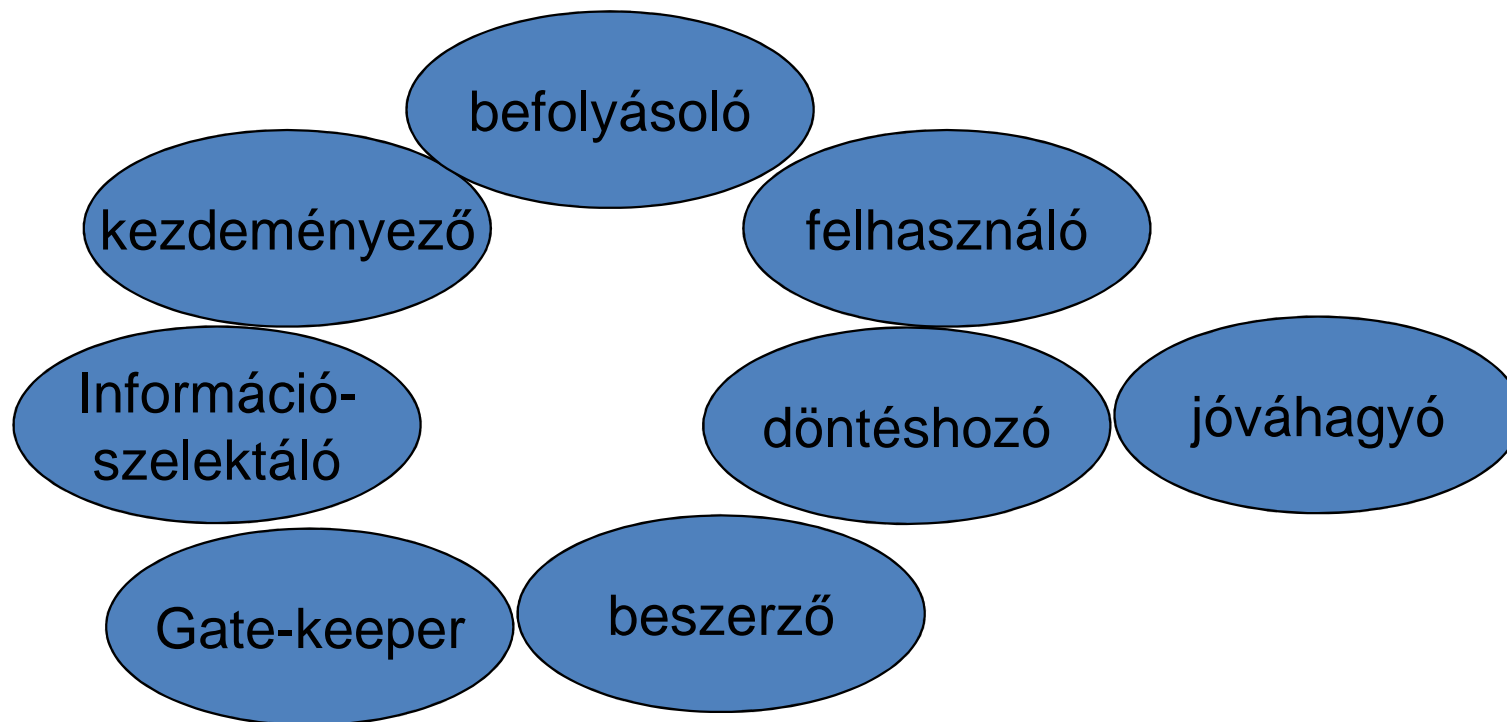 befolyásoló
kezdeményező
felhasználó
Információ-
szelektáló
döntéshozó
jóváhagyó
Gate-keeper
beszerző